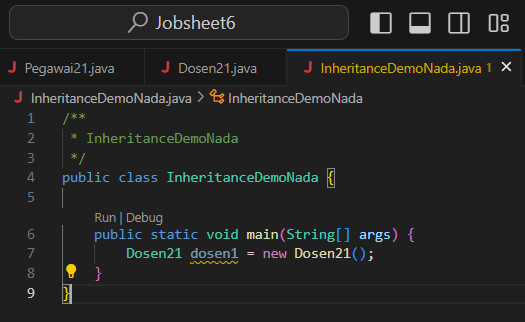 Jobsheet6
J Pegawai21.java J Dosen21.java J InheritanceDemoNada.java 1 ×
J InheritanceDemoNada.java > InheritanceDemoNada
1 /**
2 * InheritanceDemoNada
3 */
4 public class InheritanceDemoNada {
5
Run | Debug
6 public static void main(String[] args) {
7 Dosen21 dosen1 = new Dosen21();
8 }
9 }